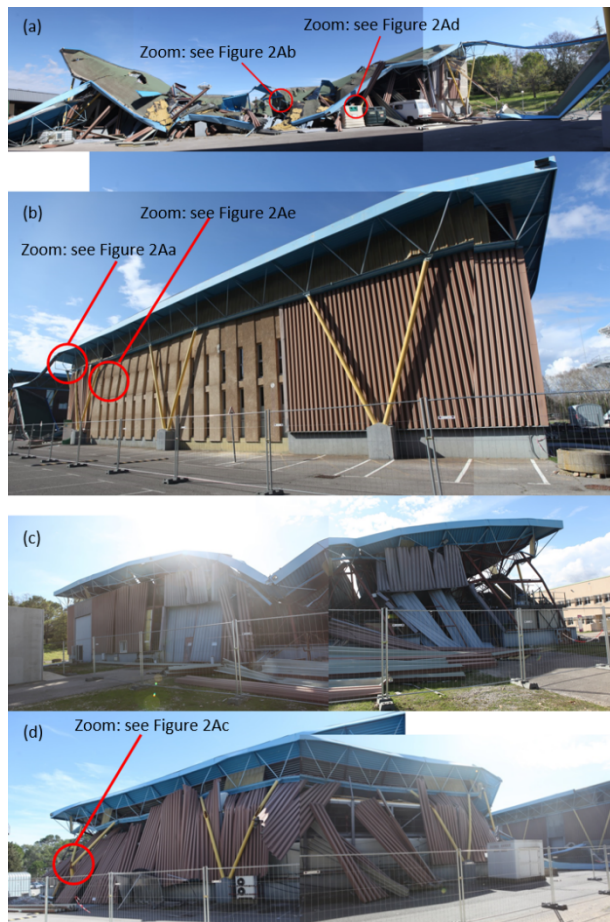 (a)
Zoom: see Figure 2Ab
Zoom: see Figure 2Ad
(b)
Zoom: see Figure 2Ae
Zoom: see Figure 2Aa
(c)
(d)
Zoom: see Figure 2Ac